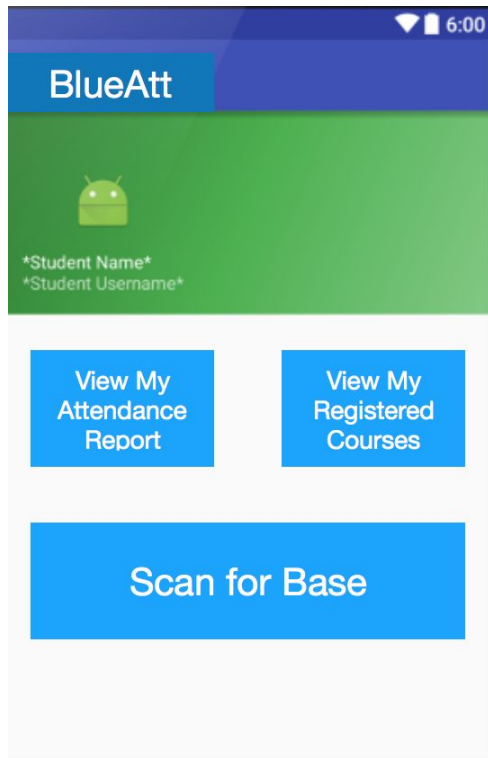 6:00
BlueAtt
*Student Name*
*Student Username*
View My
Attendance
Report
View My
Registered
Courses
Scan for Base